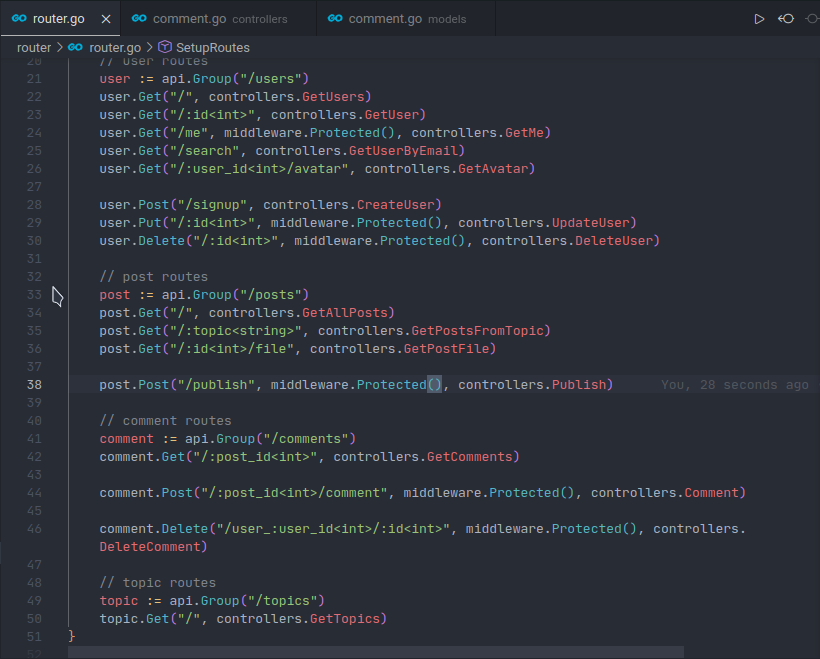 GO router.go × GO comment.go controllers GO comment.go models
router > GO router.go > SetupRoutes
20 // user routes
21 user := api.Group("/users")
22 user.Get("/", controllers.GetUsers)
23 user.Get("/:id<int>", controllers.GetUser)
24 user.Get("/me", middleware.Protected(), controllers.GetMe)
25 user.Get("/search", controllers.GetUserByEmail)
26 user.Get("/:user_id<int>/avatar", controllers.GetAvatar)
27
28 user.Post("/signup", controllers.CreateUser)
29 user.Put("/:id<int>", middleware.Protected(), controllers.UpdateUser)
30 user.Delete("/:id<int>", middleware.Protected(), controllers.DeleteUser)
31
32 // post routes
33 post := api.Group("/posts")
34 post.Get("/", controllers.GetAllPosts)
35 post.Get("/:topic<string>", controllers.GetPostsFromTopic)
36 post.Get("/:id<int>/file", controllers.GetPostFile)
37
38 post.Post("/publish", middleware.Protected(), controllers.Publish) You, 28 seconds ago
39
40 // comment routes
41 comment := api.Group("/comments")
42 comment.Get("/:post_id<int>", controllers.GetComments)
43
44 comment.Post("/:post_id<int>/comment", middleware.Protected(), controllers.Comment)
45
46 comment.Delete("/user_:user_id<int>/:id<int>", middleware.Protected(), controllers.
DeleteComment)
47
48 // topic routes
49 topic := api.Group("/topics")
50 topic.Get("/", controllers.GetTopics)
51 }
52